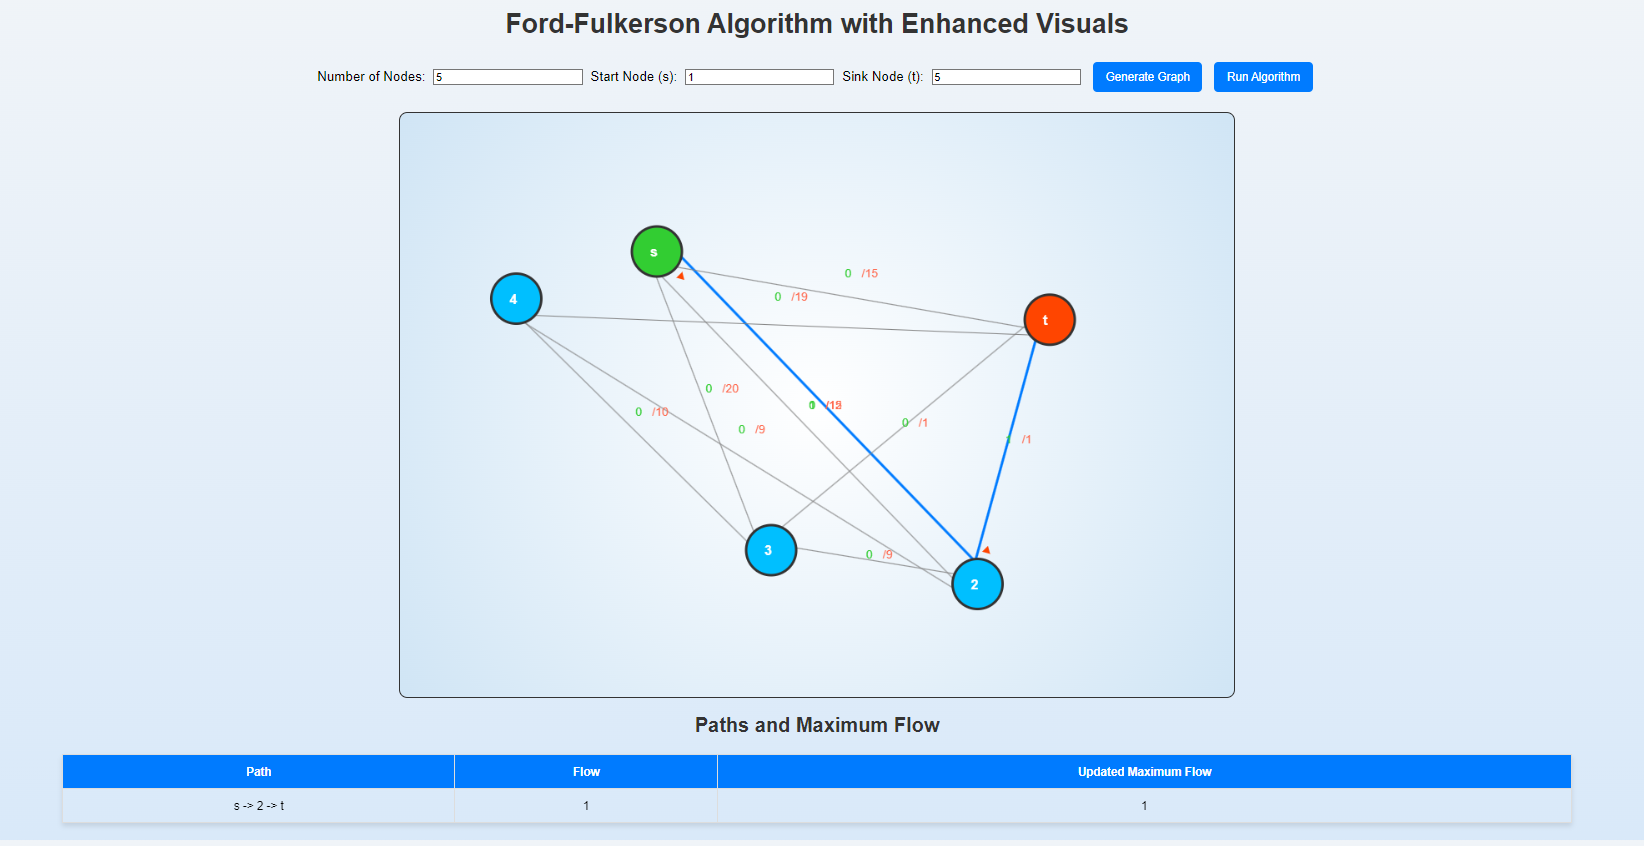 Ford-Fulkerson Algorithm with Enhanced Visuals
Number of Nodes: 5 Start Node (s): 1 Sink Node (t): 5 Generate Graph Run Algorithm
s
0 /15
4
0 /19
t
0 /20
0 /10
0 /9
0 /1
/1
3
0 /9
2
Paths and Maximum Flow
Path Flow Updated Maximum Flow
s -> 2 -> t 1 1